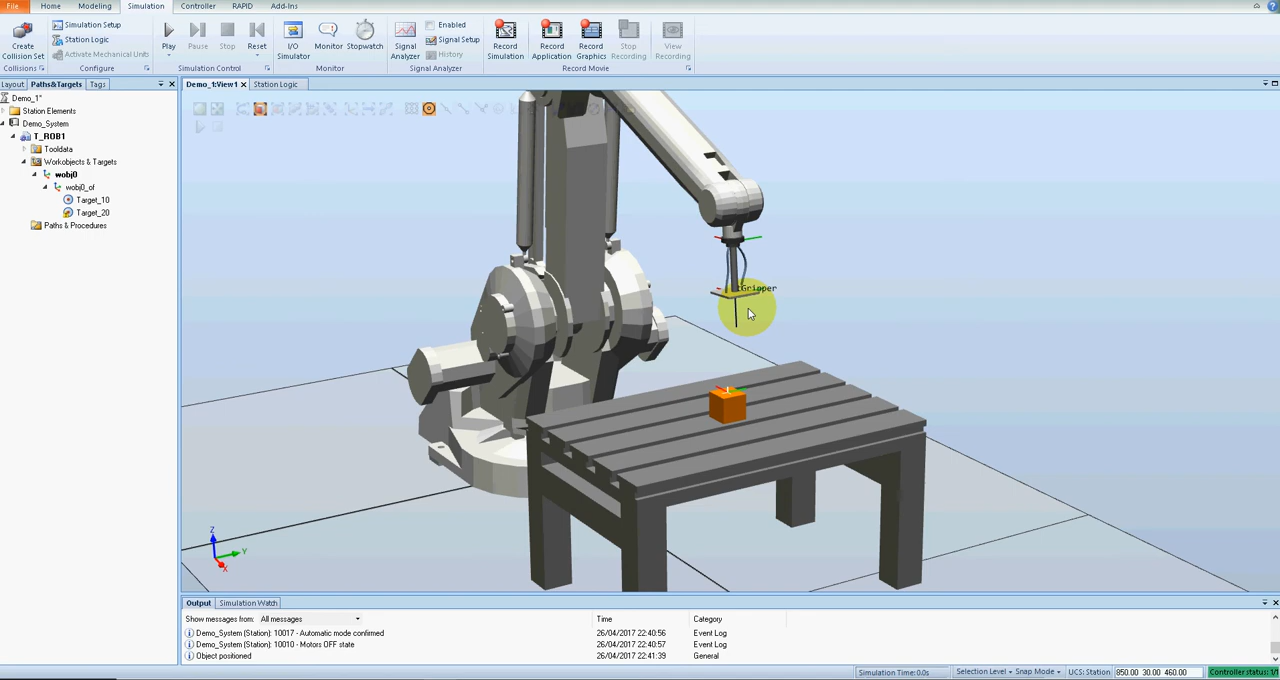 File Home Modeling Simulation Controller RAPID Add-Ins
Create Collision Set
Simulation Setup
Station Logic
Activate Mechanical Units
Play Pause Stop Reset
I/O Simulator Monitor Stopwatch
Signal Analyzer
Enabled
Signal Setup
History
Record Simulation Record Application Record Graphics Stop Recording View Recording
Collisions Configure Simulation Control Monitor Signal Analyzer Record Movie
Layout Paths&Targets Tags
Demo_1:View1 Station Logic
Demo_1*
Station Elements
Demo_System
T_ROB1
Tooldata
Workobjects & Targets
wobj0
wobj0_of
Target_10
Target_20
Paths & Procedures
tGripper
Z
Y
X
Output Simulation Watch
Show messages from: All messages Time Category
Demo_System (Station): 10017 - Automatic mode confirmed 26/04/2017 22:40:56 Event Log
Demo_System (Station): 10010 - Motors OFF state 26/04/2017 22:40:57 Event Log
Object positioned 26/04/2017 22:41:39 General
Simulation Time: 0.0s Selection Level Snap Mode UCS: Station 850.00 30.00 460.00 Controller status: 1/1